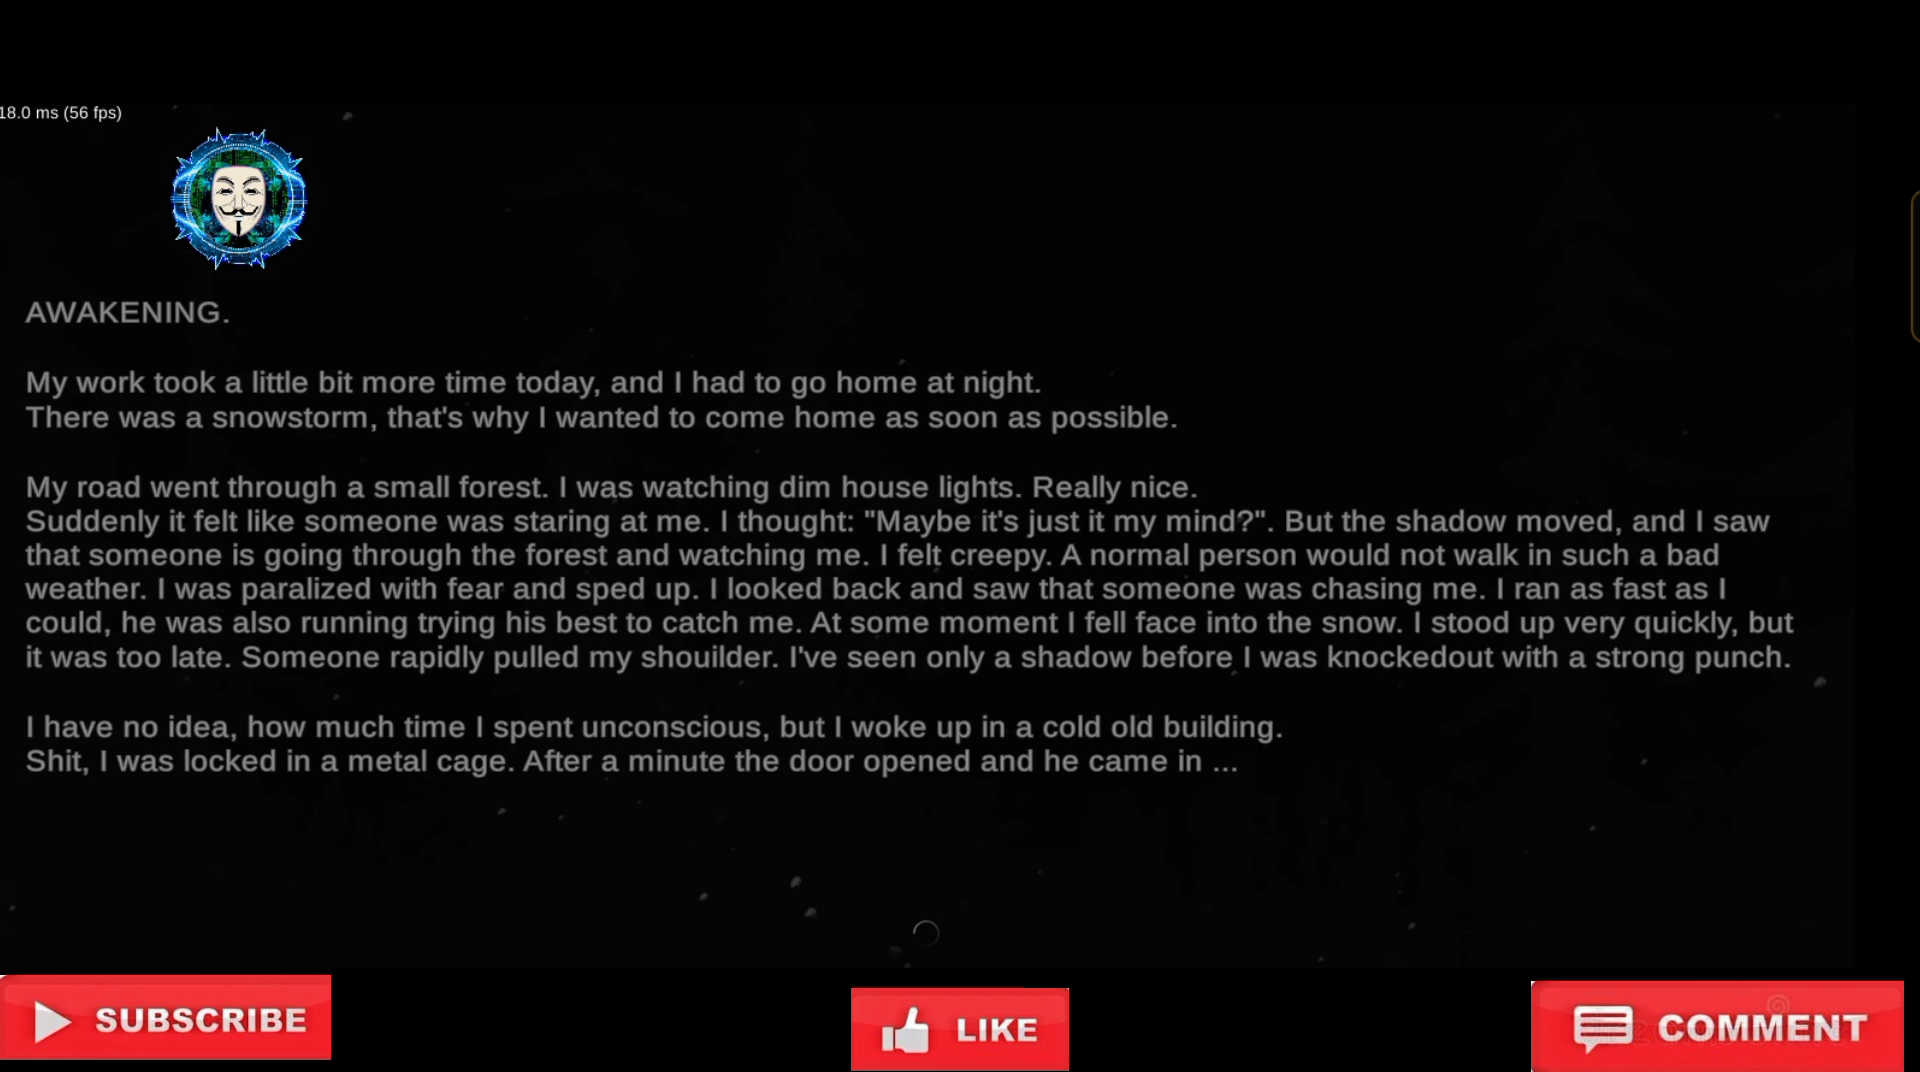 18.0 ms (56 fps)
AWAKENING.
My work took a little bit more time today, and I had to go home at night.
There was a snowstorm, that's why I wanted to come home as soon as possible.
My road went through a small forest. I was watching dim house lights. Really nice.
Suddenly it felt like someone was staring at me. I thought: "Maybe it's just it my mind?". But the shadow moved, and I saw
that someone is going through the forest and watching me. I felt creepy. A normal person would not walk in such a bad
weather. I was paralized with fear and sped up. I looked back and saw that someone was chasing me. I ran as fast as I
could, he was also running trying his best to catch me. At some moment I fell face into the snow. I stood up very quickly, but
it was too late. Someone rapidly pulled my shouilder. I've seen only a shadow before I was knockedout with a strong punch.
I have no idea, how much time I spent unconscious, but I woke up in a cold old building.
Shit, I was locked in a metal cage. After a minute the door opened and he came in ...
SUBSCRIBE
LIKE
COMMENT